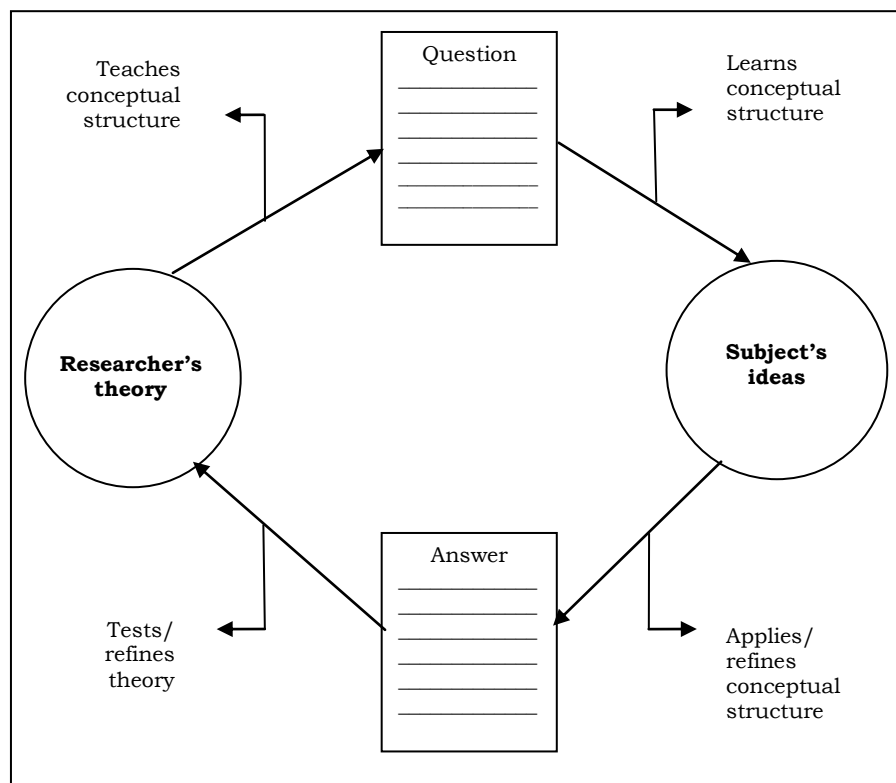 Teaches
conceptual
structure
Question
Learns
conceptual
structure
Researcher’s
theory
Subject’s
ideas
Tests/
refines
theory
Answer
Applies/
refines
conceptual
structure